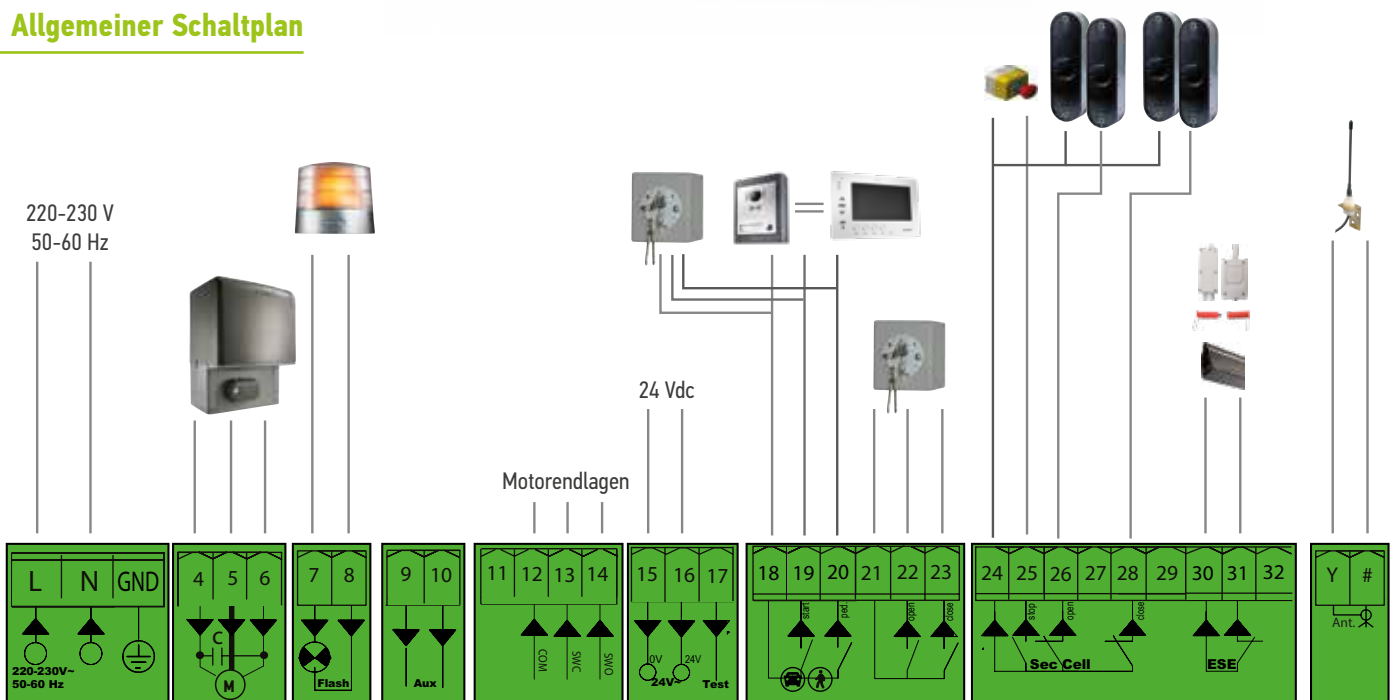 Allgemeiner Schaltplan
220-230 V
50-60 Hz
24 Vdc
Motorendlagen
L N GND
4 5 6
7 8
9 10
11 12 13 14
15 16 17
18 19 20 21 22 23
24 25 26 27 28 29 30 31 32
Y #
220-230V~
50-60 Hz
C
M
Flash
Aux
COM
SWC
SWO
0V
24V
24V~
Test
start
ped.
open
close
stop
open
close
Sec Cell
ESE
Ant.